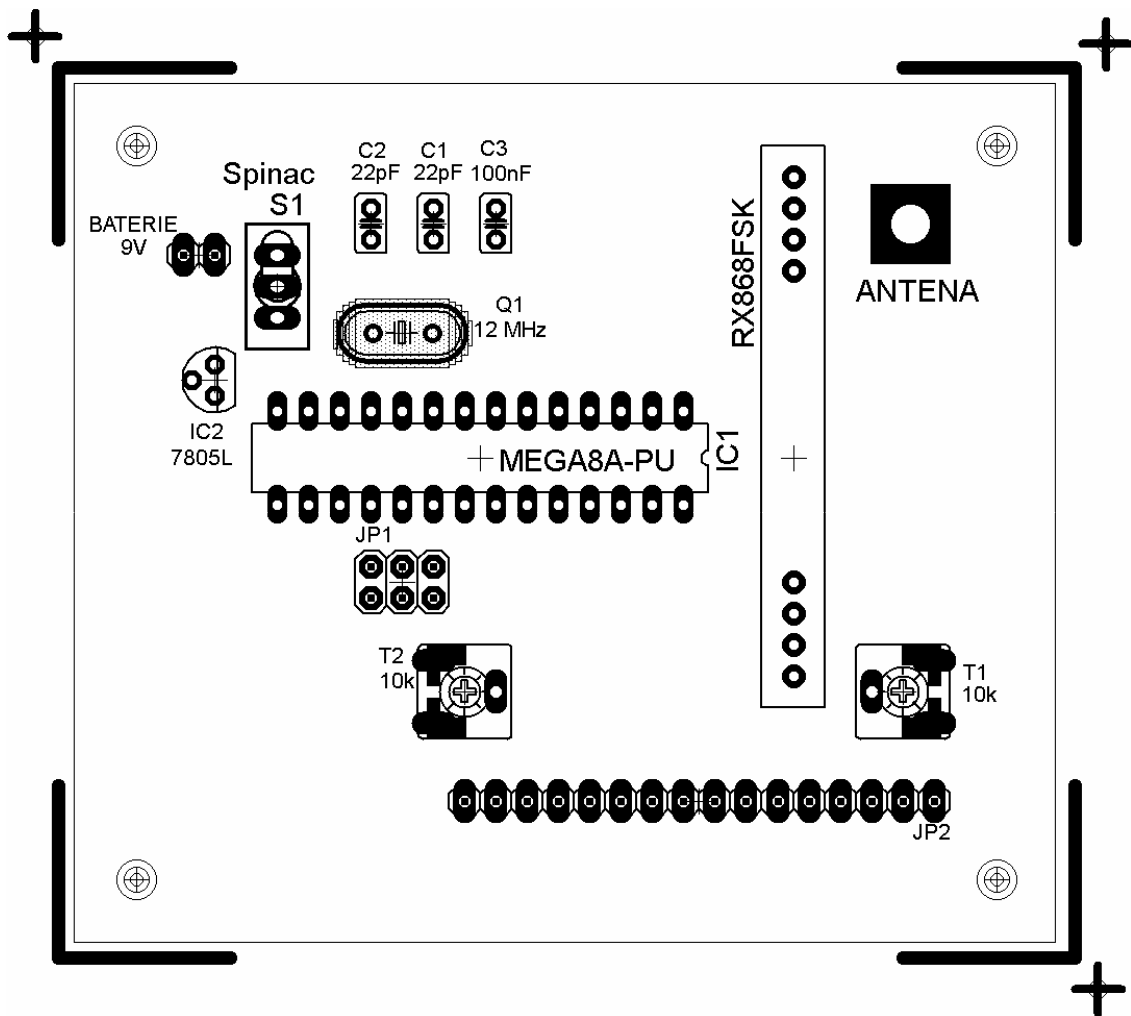 C2
22pF
C1
22pF
C3
100nF
Spinac
S1
BATERIE
9V
RX868FSK
ANTENA
Q1
12 MHz
IC2
7805L
MEGA8A-PU
IC1
JP1
T2
10k
T1
10k
JP2